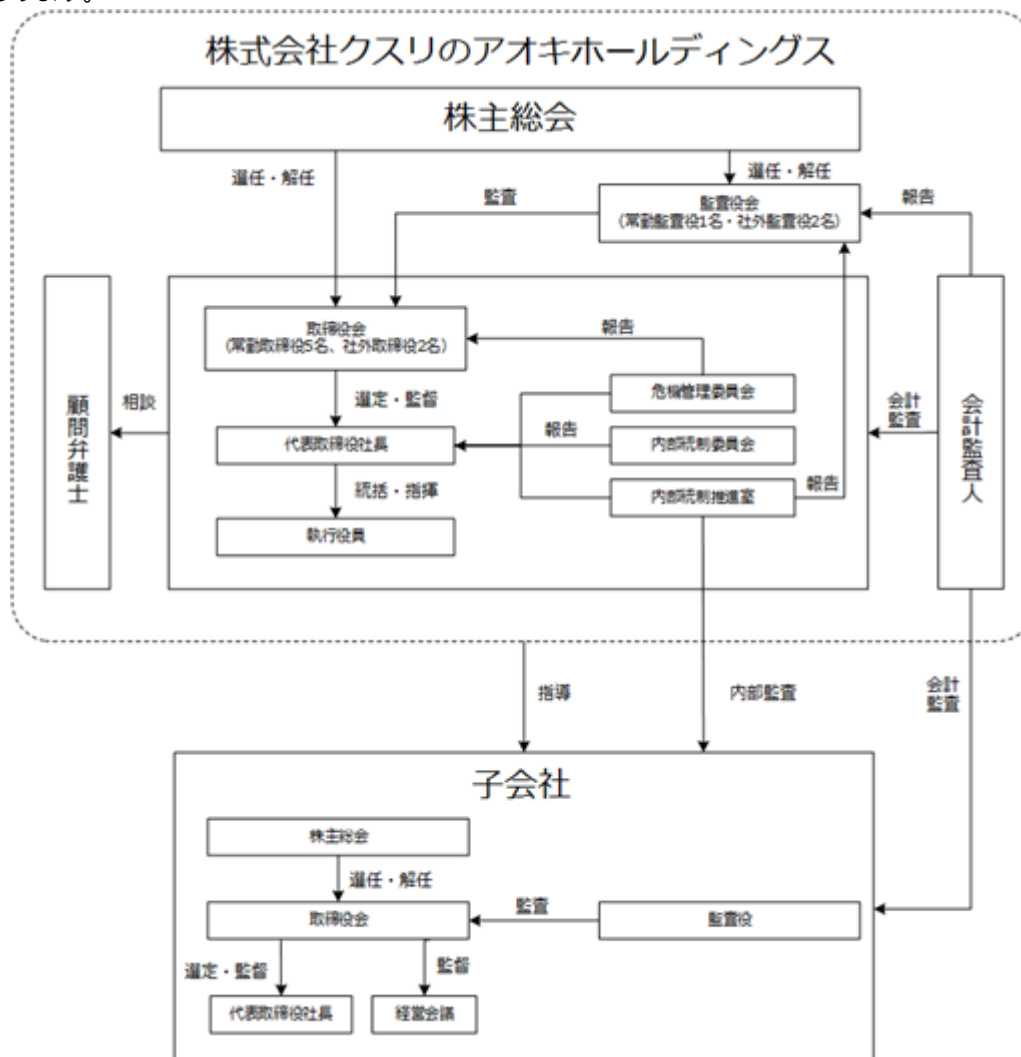 株式会社クスリのアオキホールディングス
株主総会
選任・解任
選任・解任
監査
監査役会
(常勤監査役1名・社外監査役2名)
報告
取締役会
(常勤取締役5名、社外取締役2名)
報告
選定・監督
危機管理委員会
顧問弁護士
相談
代表取締役社長
報告
内部統制委員会
会計
監査
会計監査人
統括・指揮
内部統制推進室
報告
執行役員
指導
内部監査
会計
監査
子会社
株主総会
選任・解任
取締役会
監査
監査役
選定・監督
監督
代表取締役社長
経営会議